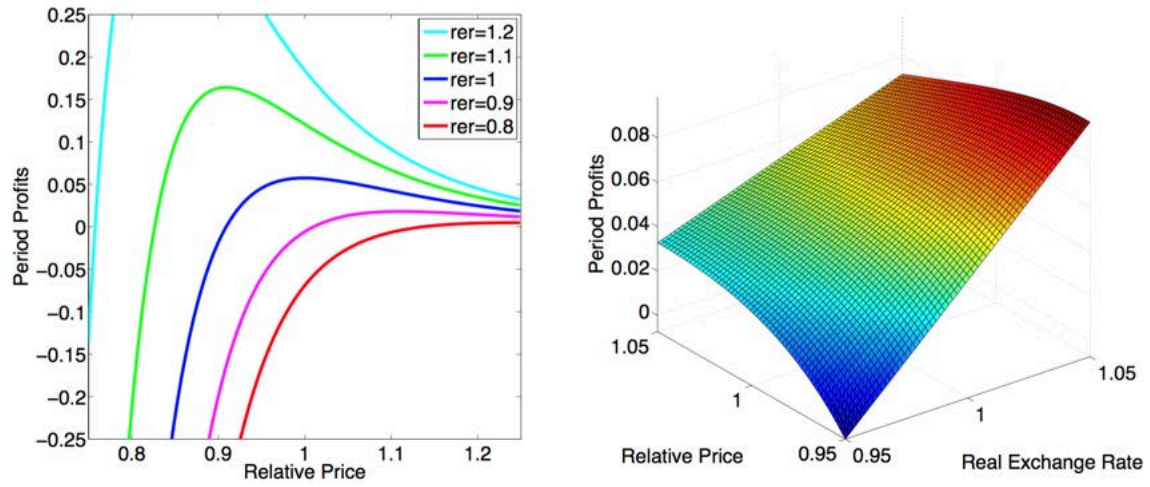 0.25
0.2
0.15
0.1
0.05
0
−0.05
−0.1
−0.15
−0.2
−0.25
Period Profits
0.8 0.9 1 1.1 1.2
Relative Price
rer=1.2
rer=1.1
rer=1
rer=0.9
rer=0.8
Period Profits
0.08
0.06
0.04
0.02
0
1.05
1
0.95
Relative Price
0.95
1
1.05
Real Exchange Rate